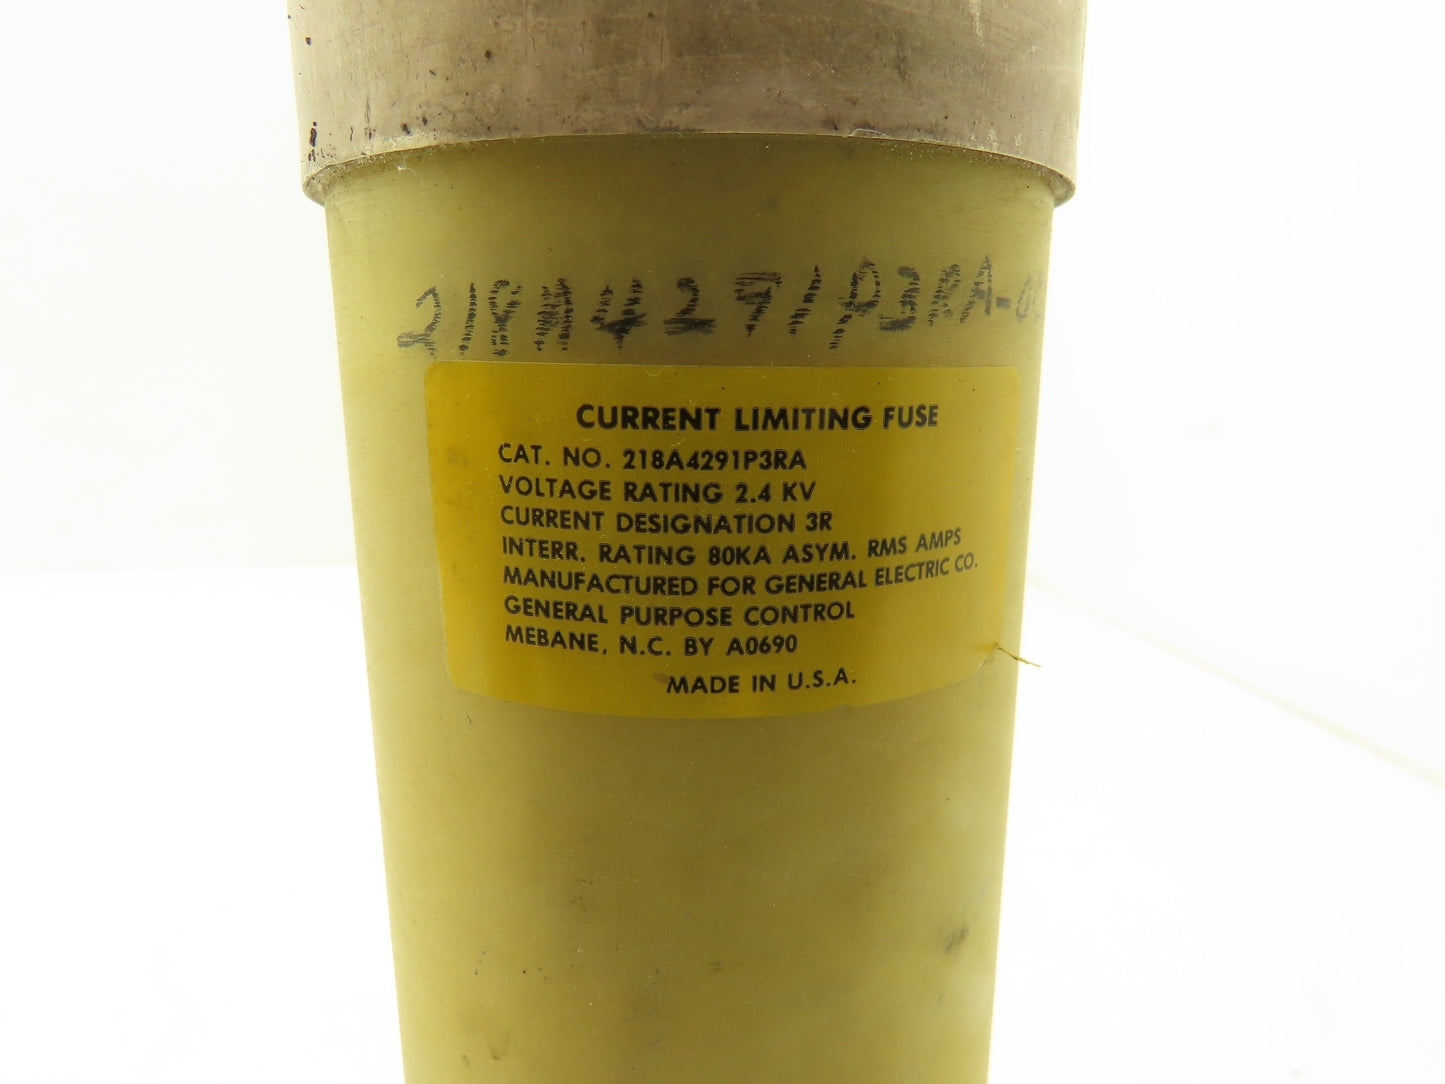 CURRENT LIMITING FUSE
CAT. NO. 218A4291P3RA
VOLTAGE RATING 2.4 KV
CURRENT DESIGNATION 3R
INTERR. RATING 80KA ASYM. RMS AMPS
MANUFACTURED FOR GENERAL ELECTRIC CO.
GENERAL PURPOSE CONTROL
MEBANE, N.C. BY A0690
MADE IN U.S.A.